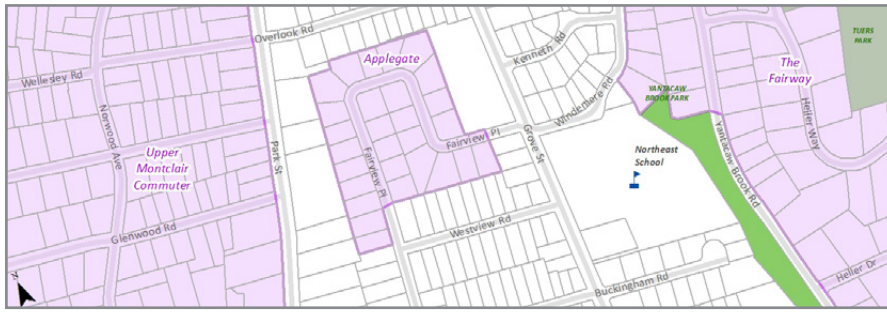 Overlook Rd
Wellesley Rd
Norwood Ave
Upper
Montclair
Commuter
Glenwood Rd
Park St
Applegate
Fairview Pl
Fairview Pl
Kenneth Rd
Windemere Rd
Grove St
Westview Rd
Buckingham Rd
YANTACAW
BROOK PARK
Northeast
School
Yantacaw Brook Rd
The
Fairway
Heller Way
TUERS
PARK
Heller Dr
N